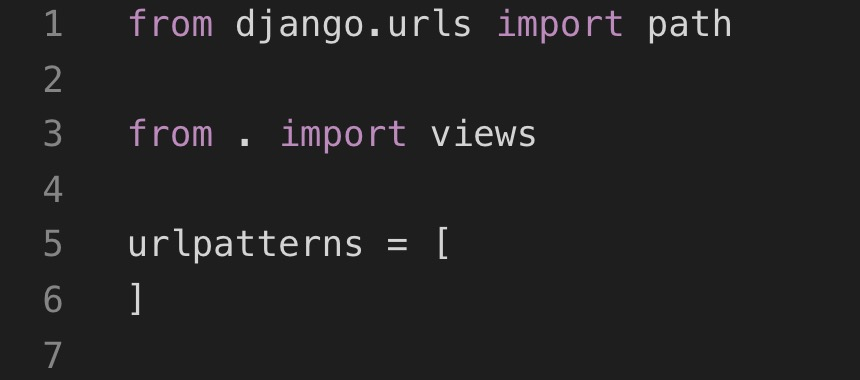 1 from django.urls import path
2
3 from . import views
4
5 urlpatterns = [
6 ]
7